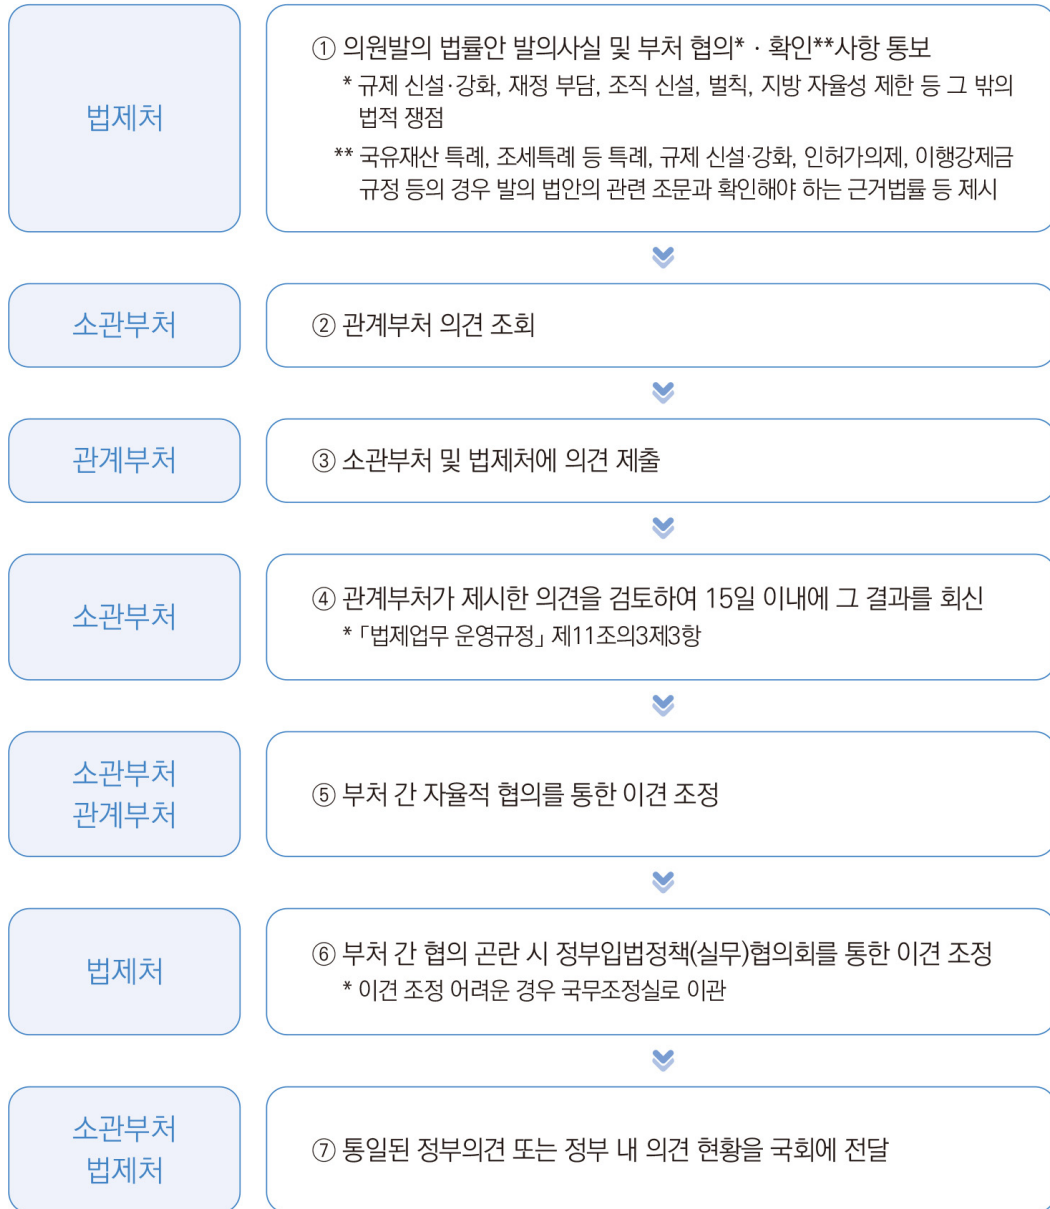 법제처
① 의원발의 법률안 발의사실 및 부처 협의* · 확인**사항 통보
* 규제 신설·강화, 재정 부담, 조직 신설, 벌칙, 지방 자율성 제한 등 그 밖의
법적 쟁점
** 국유재산 특례, 조세특례 등 특례, 규제 신설·강화, 인허가의제, 이행강제금
규정 등의 경우 발의 법안의 관련 조문과 확인해야 하는 근거법률 등 제시
소관부처
② 관계부처 의견 조회
관계부처
③ 소관부처 및 법제처에 의견 제출
소관부처
④ 관계부처가 제시한 의견을 검토하여 15일 이내에 그 결과를 회신
* 「법제업무 운영규정」 제11조의3제3항
소관부처
관계부처
⑤ 부처 간 자율적 협의를 통한 이견 조정
법제처
⑥ 부처 간 협의 곤란 시 정부입법정책(실무)협의회를 통한 이견 조정
* 이견 조정 어려운 경우 국무조정실로 이관
소관부처
법제처
⑦ 통일된 정부의견 또는 정부 내 의견 현황을 국회에 전달